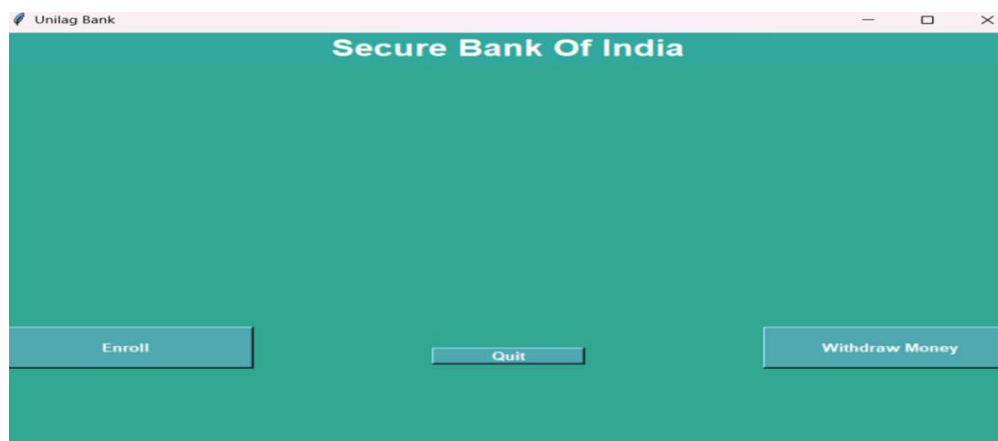 Unilag Bank
Secure Bank Of India
Enroll
Quit
Withdraw Money